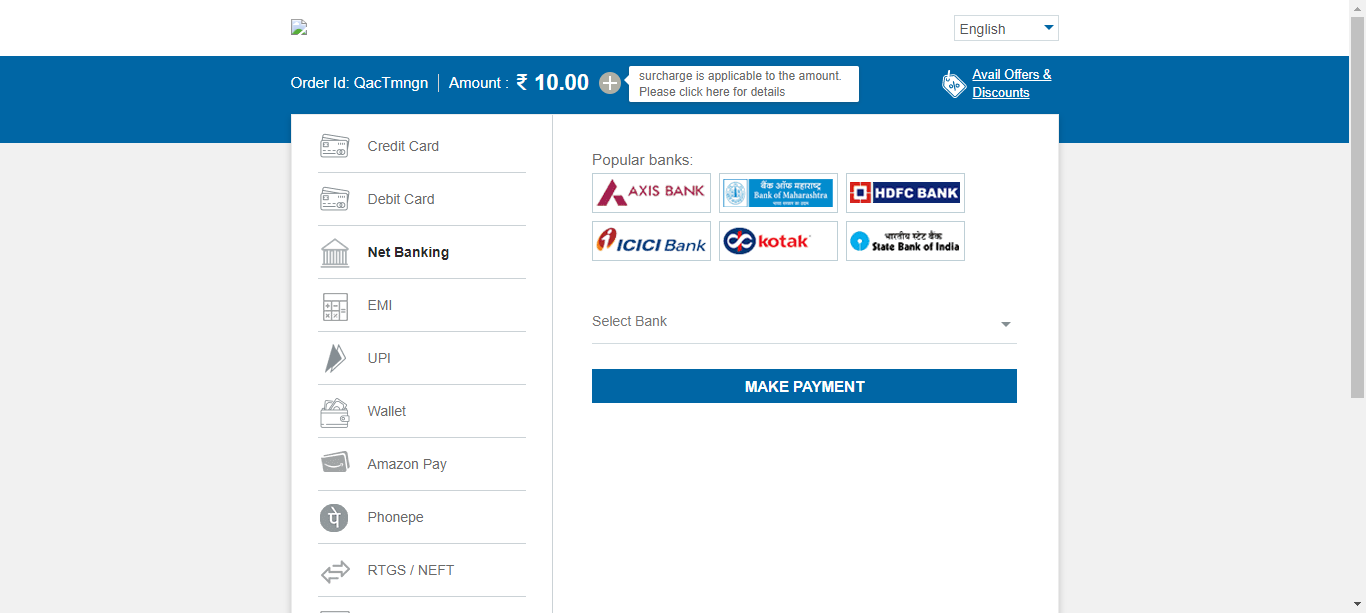 English
Order Id: QacTmngn
Amount : ₹ 10.00
surcharge is applicable to the amount.
Please click here for details
Avail Offers &
Discounts
Credit Card
Debit Card
Net Banking
EMI
UPI
Wallet
Amazon Pay
Phonepe
RTGS / NEFT
Popular banks:
AXIS BANK
बैंक ऑफ महाराष्ट्र
Bank of Maharashtra
HDFC BANK
ICICI Bank
kotak
भारतीय स्टेट बैंक
State Bank of India
Select Bank
MAKE PAYMENT